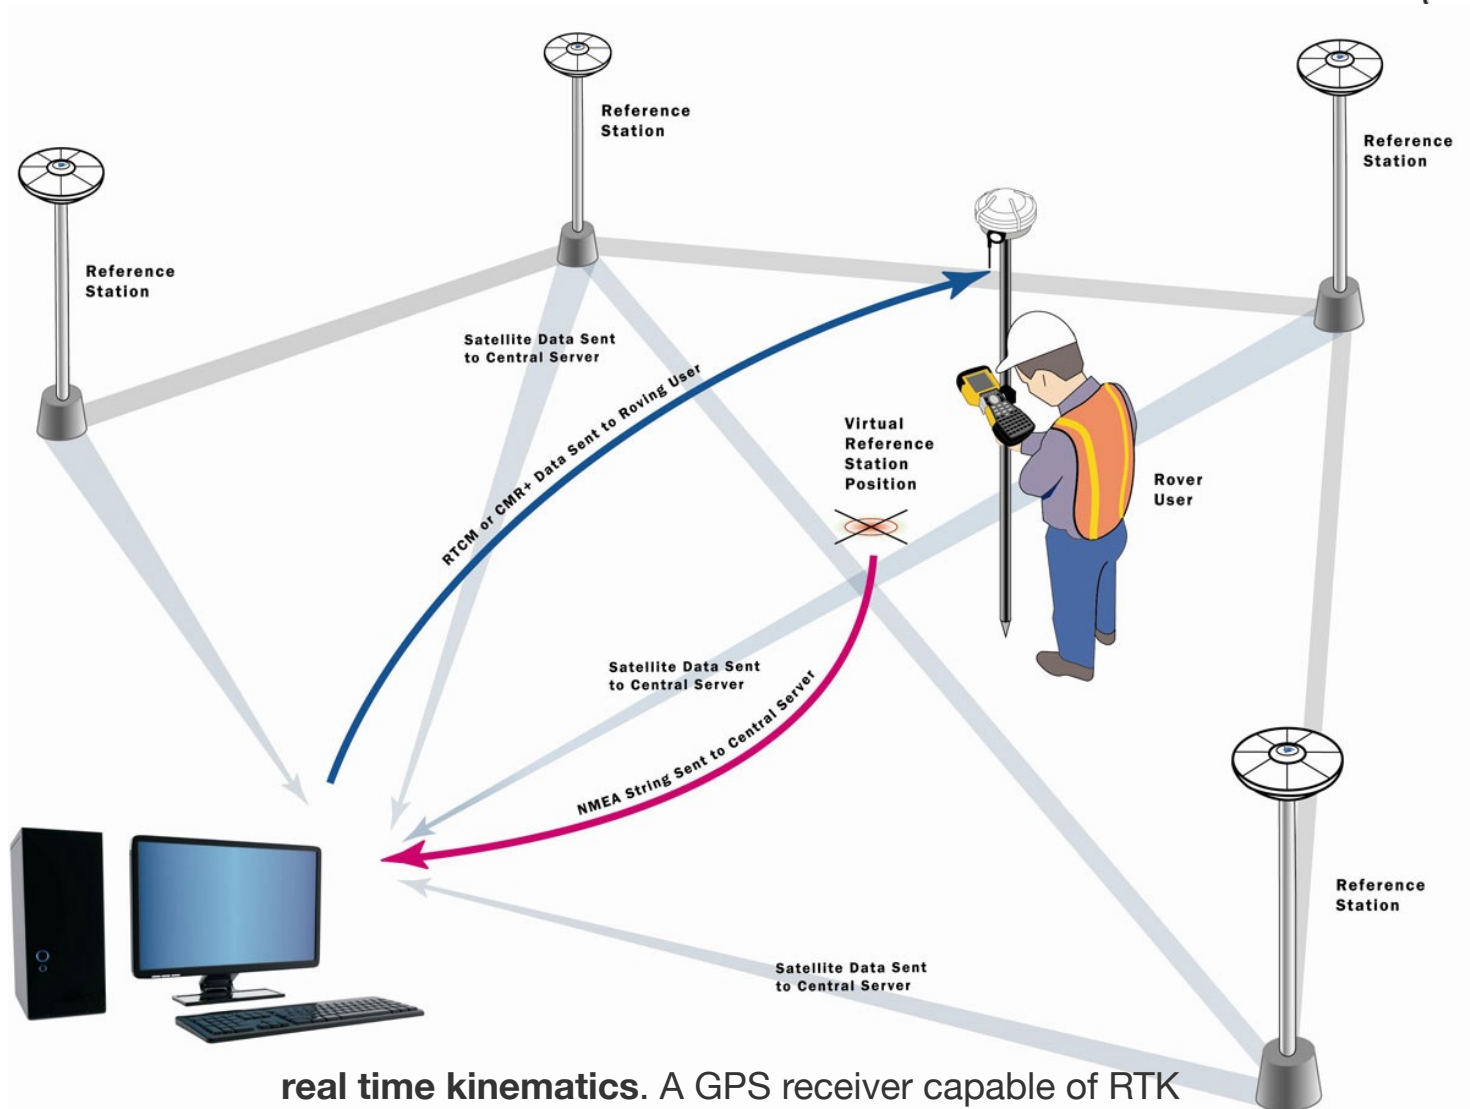 Reference
Station
Reference
Station
Reference
Station
Satellite Data Sent
to Central Server
RTCM or CMR+ Data Sent to Roving User
Virtual
Reference
Station
Position
Rover
User
Satellite Data Sent
to Central Server
NMEA String Sent to Central Server
Reference
Station
Satellite Data Sent
to Central Server
real time kinematics. A GPS receiver capable of RTK